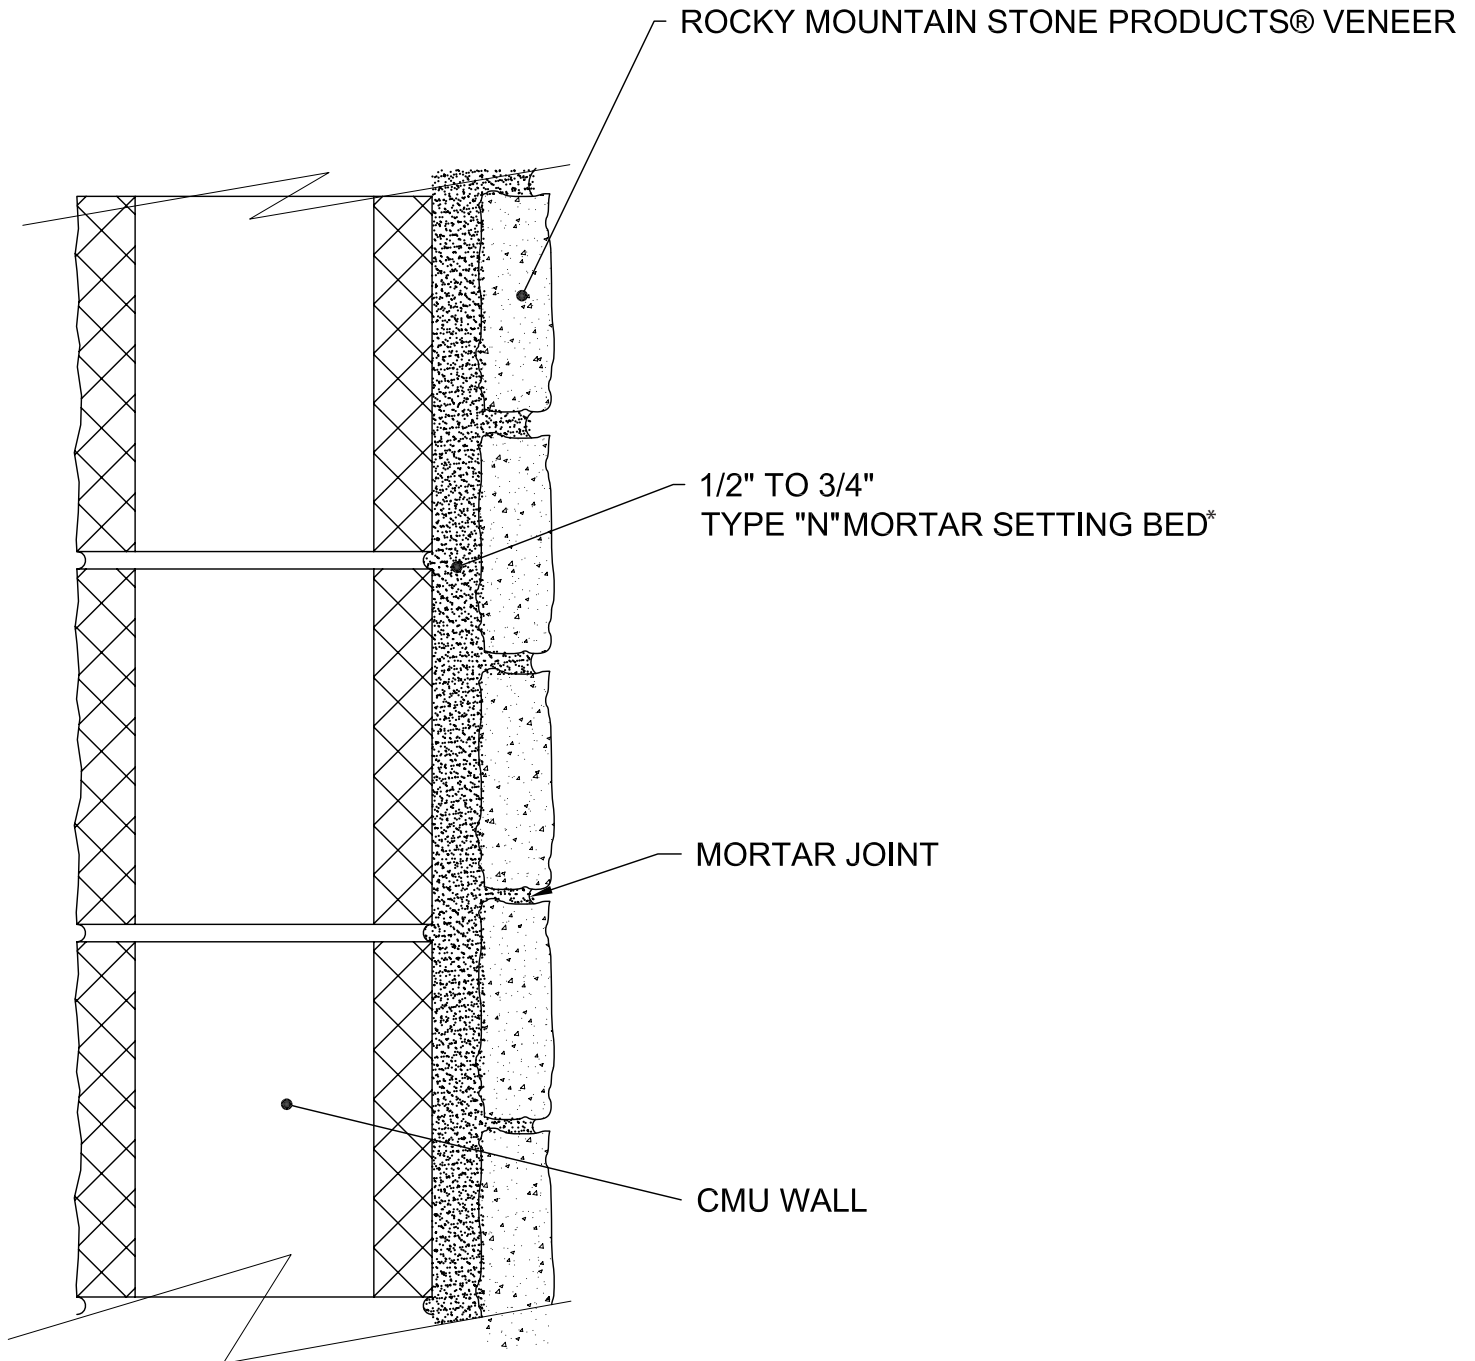 ROCKY MOUNTAIN STONE PRODUCTS® VENEER
1/2" TO 3/4"
TYPE "N"MORTAR SETTING BED*
MORTAR JOINT
CMU WALL